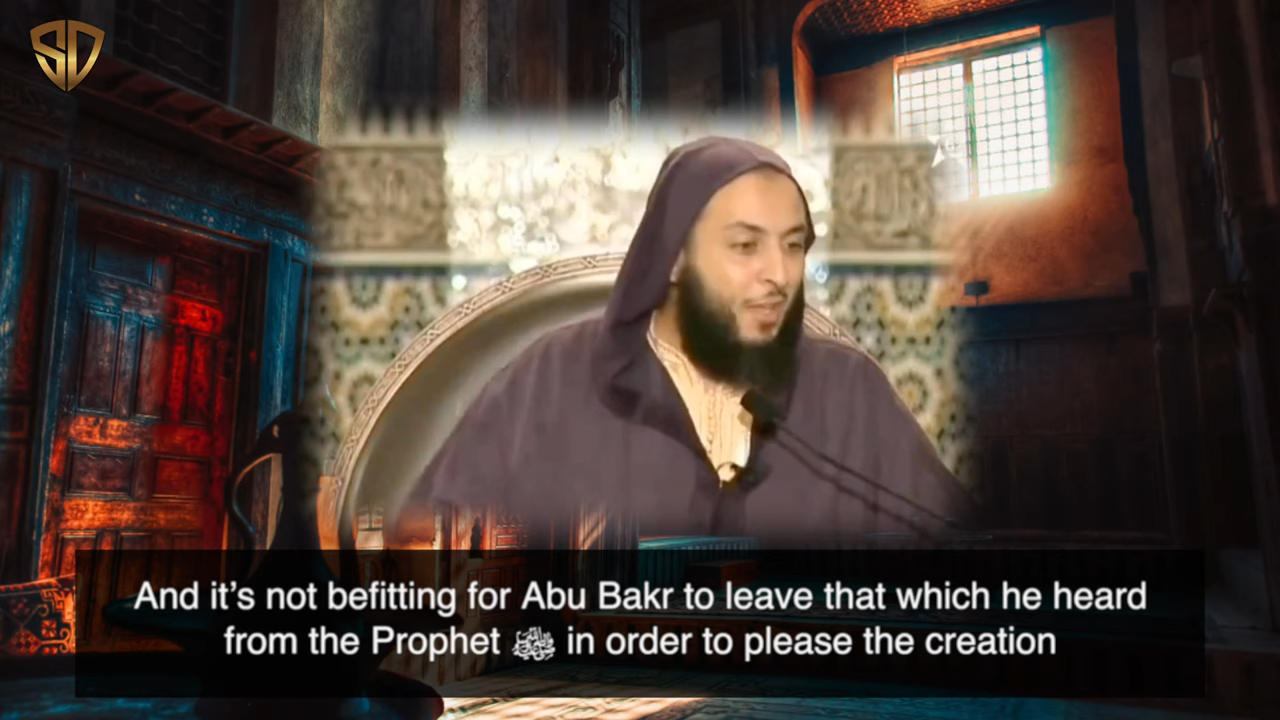 SD
And it’s not befitting for Abu Bakr to leave that which he heard
from the Prophet ﷺ in order to please the creation